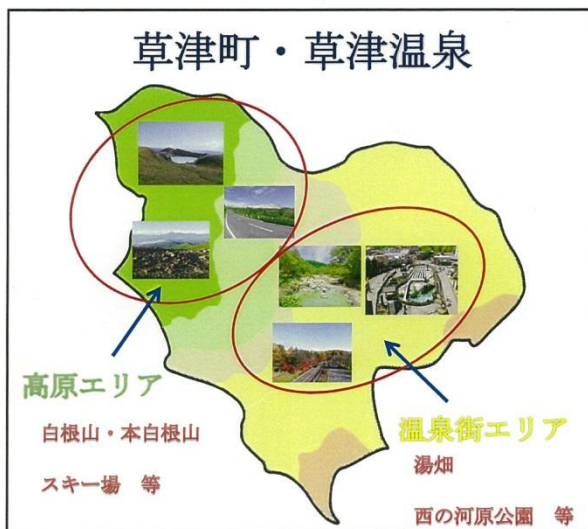 草津町・草津温泉
高原エリア
白根山・本白根山
スキー場 等
温泉街エリア
湯畑
西の河原公園 等